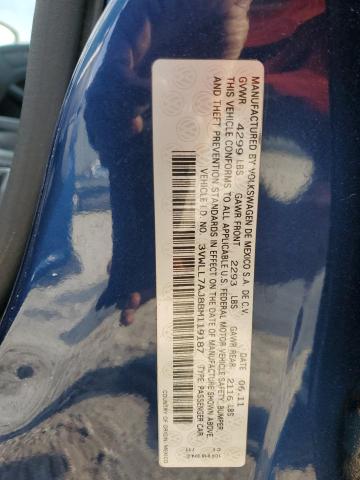 MANUFACTURED BY VOLKSWAGEN DE MEXICO S.A. DE C.V.
GVWR 4299 LBS GAWR FRONT 2293 LBS GAWR REAR: 2116 LBS DATE 06.11
THIS VEHICLE CONFORMS TO ALL APPLICABLE U.S. FEDERAL MOTOR VEHICLE SAFETY, BUMPER
AND THEFT PREVENTION STANDARDS IN EFFECT ON THE DATE OF MANUFACTURE SHOWN ABOVE.
VEHICLE I.D. NO. 3VWLL7AJ8BM119187 TYPE: PASSENGER CAR
COUNTRY OF ORIGIN: MEXICO